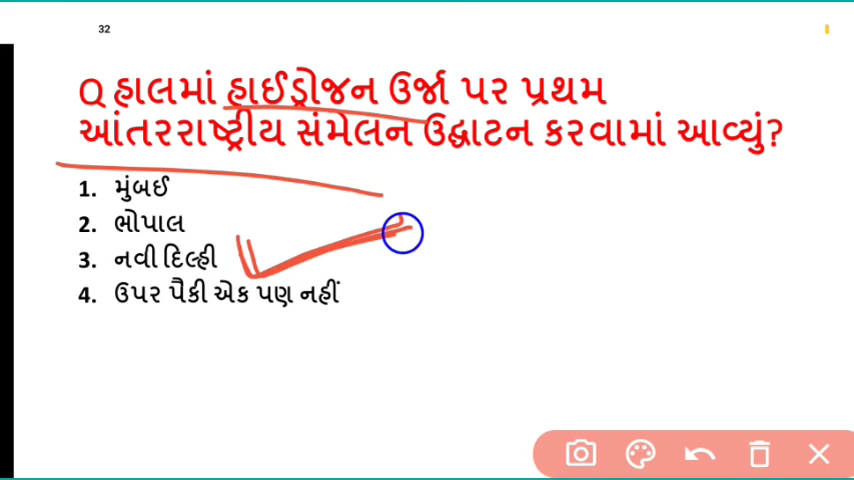 32
Q હાલમાં હાઈડ્રોજન ઉર્જા પર પ્રથમ
આંતરરાષ્ટ્રીય સંમેલન ઉદ્ઘાટન કરવામાં આવ્યું?
1. મુંબઈ
2. ભોપાલ
3. નવી દિલ્હી
4. ઉપર પૈકી એક પણ નહીં